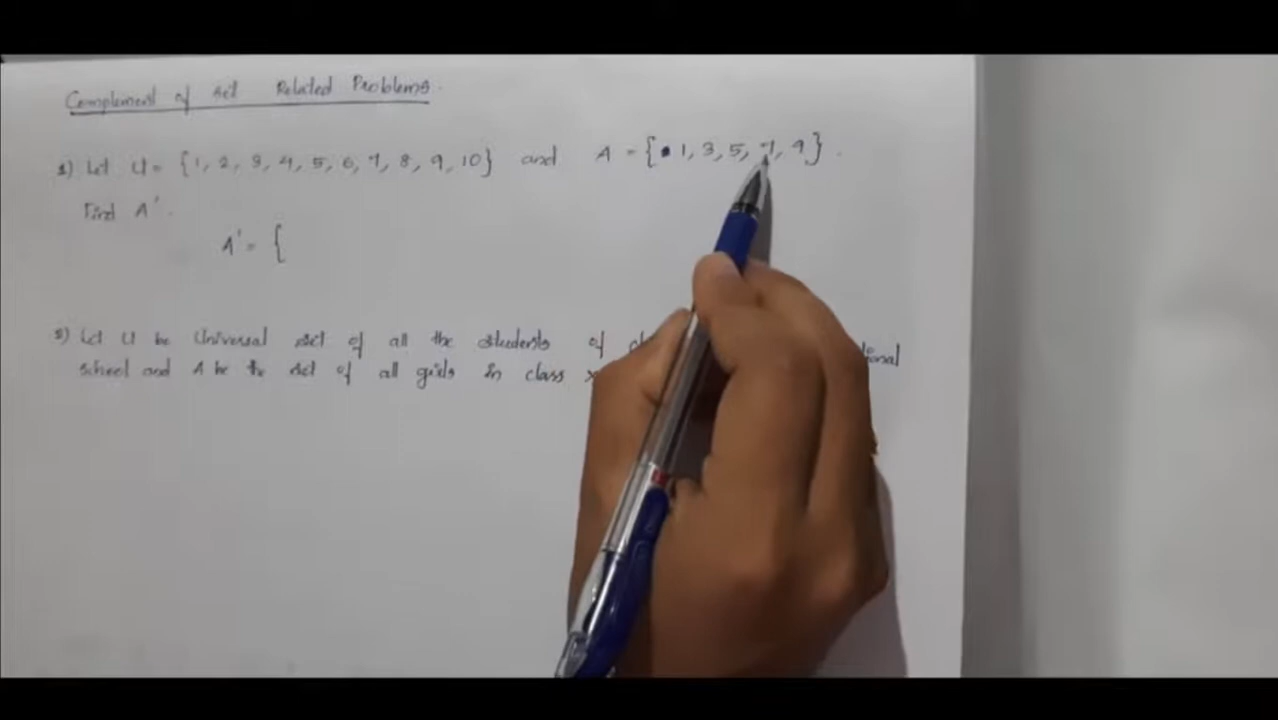 Complement of set Related Problems.
1) Let U = {1, 2, 3, 4, 5, 6, 7, 8, 9, 10} and A = {1, 3, 5, 7, 9}.
Find A'.
A' = {
Let U be Universal set of all the students of
school and A be the set of all girls in class